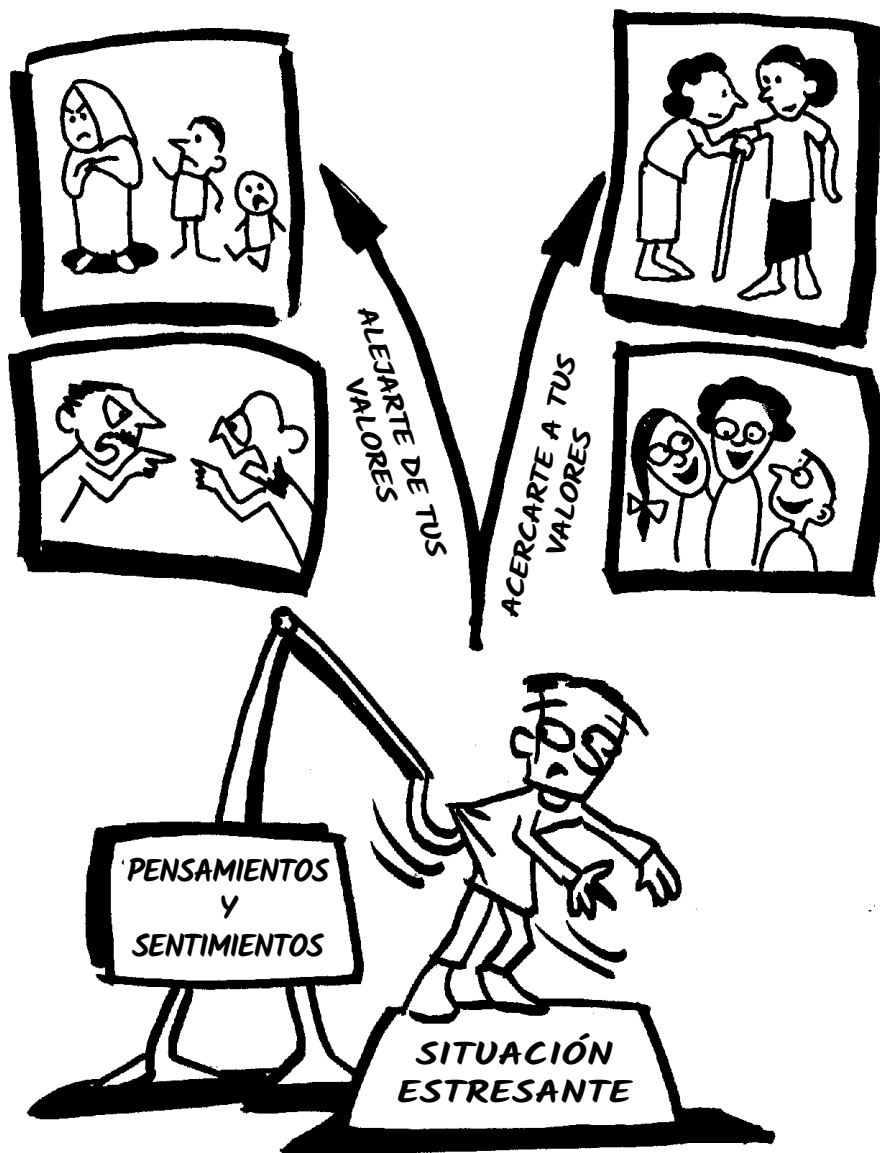 ALEJARTE DE TUS
VALORES
ACERCARTE A TUS
VALORES
PENSAMIENTOS
Y
SENTIMIENTOS
SITUACIÓN
ESTRESANTE